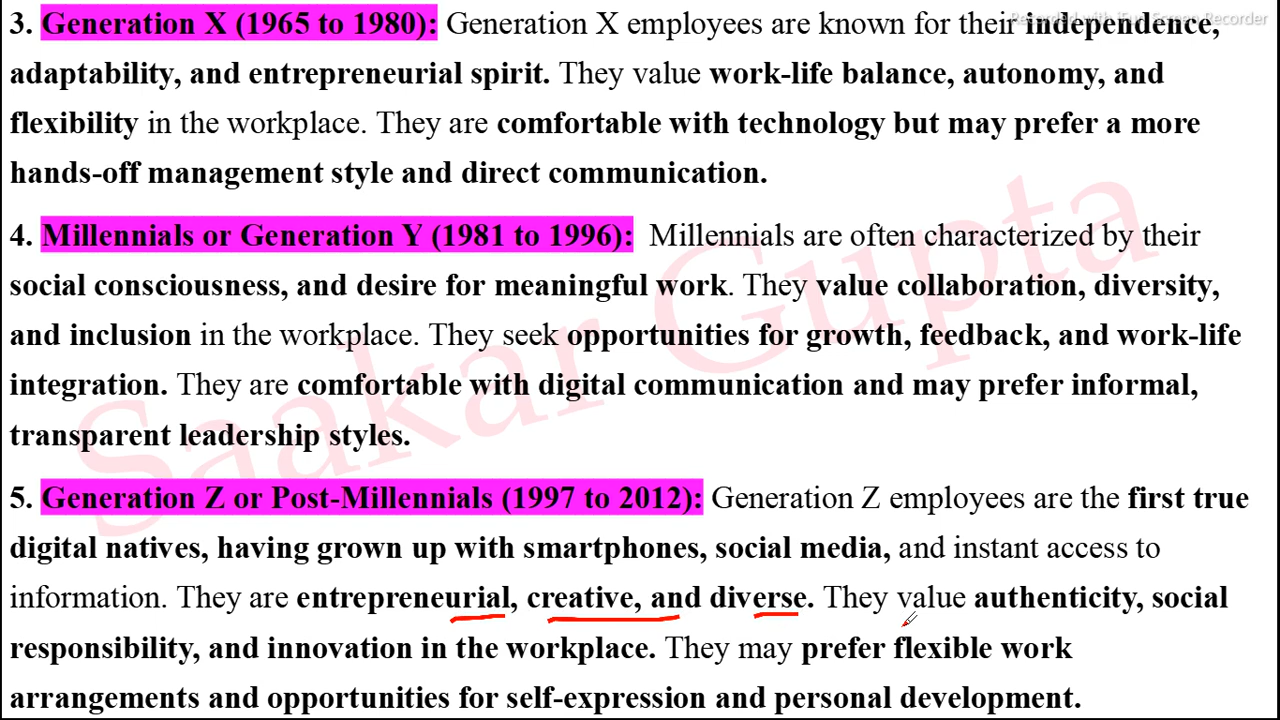 Recorded with iFun Screen Recorder
3. Generation X (1965 to 1980): Generation X employees are known for their independence,
adaptability, and entrepreneurial spirit. They value work-life balance, autonomy, and
flexibility in the workplace. They are comfortable with technology but may prefer a more
hands-off management style and direct communication.
4. Millennials or Generation Y (1981 to 1996): Millennials are often characterized by their
social consciousness, and desire for meaningful work. They value collaboration, diversity,
and inclusion in the workplace. They seek opportunities for growth, feedback, and work-life
integration. They are comfortable with digital communication and may prefer informal,
transparent leadership styles.
5. Generation Z or Post-Millennials (1997 to 2012): Generation Z employees are the first true
digital natives, having grown up with smartphones, social media, and instant access to
information. They are entrepreneurial, creative, and diverse. They value authenticity, social
responsibility, and innovation in the workplace. They may prefer flexible work
arrangements and opportunities for self-expression and personal development.
Saakar Gupta